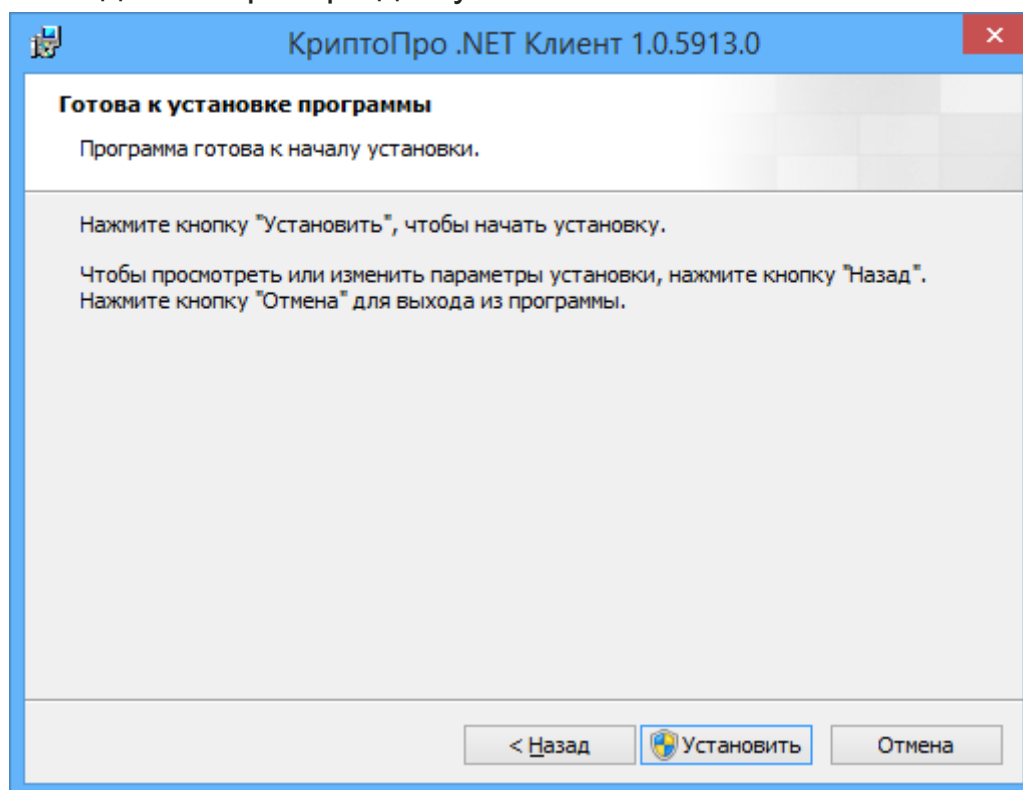 КриптоПро .NET Клиент 1.0.5913.0
Готова к установке программы
Программа готова к началу установки.
Нажмите кнопку "Установить", чтобы начать установку.
Чтобы просмотреть или изменить параметры установки, нажмите кнопку "Назад".
Нажмите кнопку "Отмена" для выхода из программы.
< Назад Установить Отмена